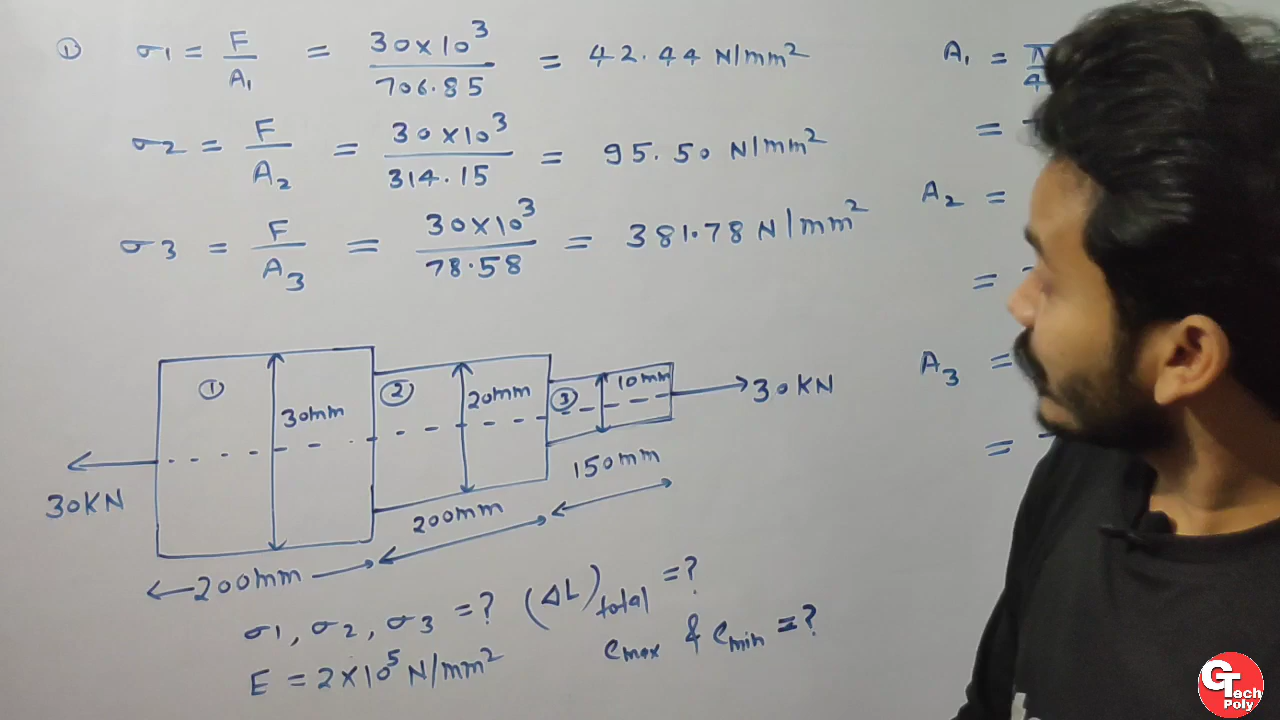 ① σ1 = F/A1 = 30×10³/706.85 = 42.44 N/mm²
σ2 = F/A2 = 30×10³/314.15 = 95.50 N/mm²
σ3 = F/A3 = 30×10³/78.58 = 381.78 N/mm²
A1 = π/4
=
A2 =
=
A3 =
=
① 30mm
② 20mm
③ 10mm
30KN
30KN
200mm
200mm
150mm
σ1, σ2, σ3 = ? (ΔL)total = ?
E = 2×10⁵ N/mm²
emax & emin = ?
GTech
Poly